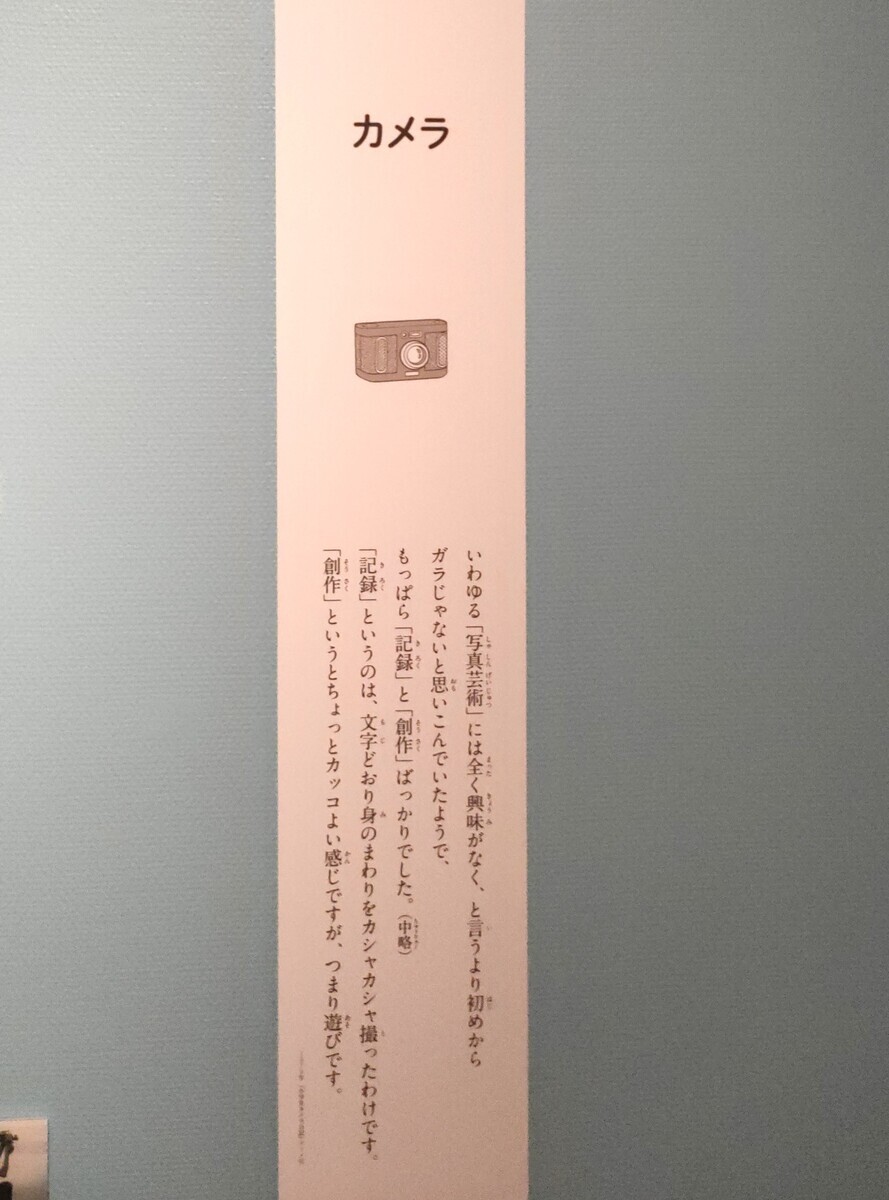 カメラ
いわゆる「写真芸術」には全く興味がなく、と言うより初めから
ガラじゃないと思いこんでいたようで、
もっぱら「記録」と「創作」ばっかりでした。(中略)
「記録」というのは、文字どおり身のまわりをカシャカシャ撮ったわけです。
「創作」というとちょっとカッコよい感じですが、つまり遊びです。